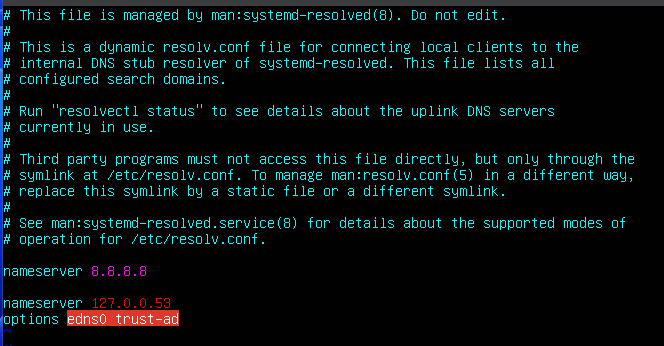 # This file is managed by man:systemd-resolved(8). Do not edit.
#
# This is a dynamic resolv.conf file for connecting local clients to the
# internal DNS stub resolver of systemd-resolved. This file lists all
# configured search domains.
#
# Run "resolvectl status" to see details about the uplink DNS servers
# currently in use.
#
# Third party programs must not access this file directly, but only through the
# symlink at /etc/resolv.conf. To manage man:resolv.conf(5) in a different way,
# replace this symlink by a static file or a different symlink.
#
# See man:systemd-resolved.service(8) for details about the supported modes of
# operation for /etc/resolv.conf.
nameserver 8.8.8.8
nameserver 127.0.0.53
options edns0 trust-ad
~